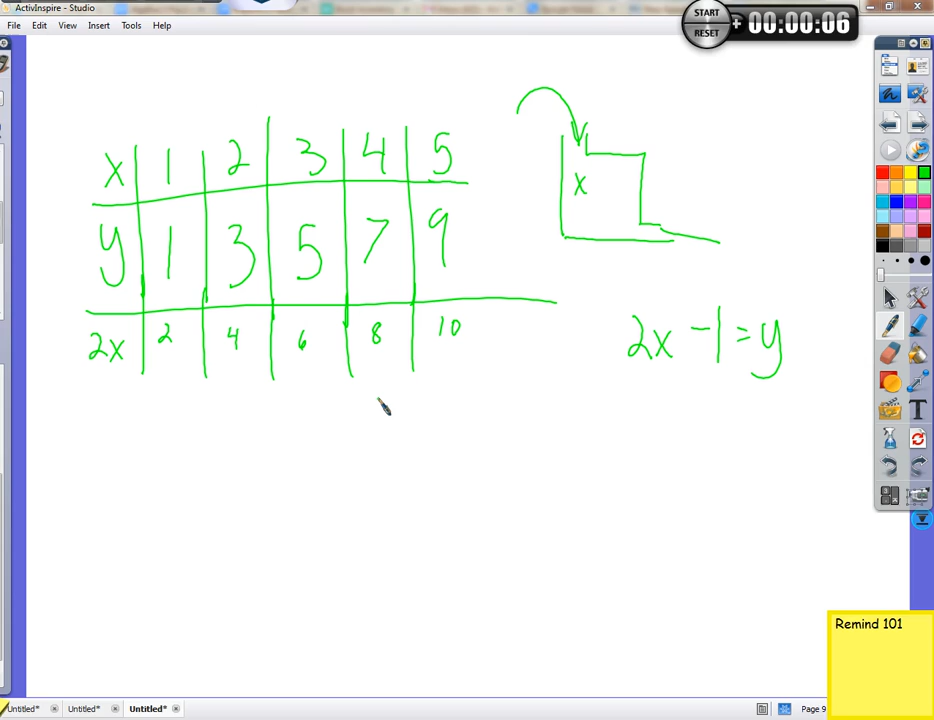 ActivInspire - Studio
START
RESET
+ 00:00:06
File Edit View Insert Tools Help
x 1 2 3 4 5
y 1 3 5 7 9
2x 2 4 6 8 10
x
2x - 1 = y
T
Remind 101
Untitled* Untitled* Untitled*
Page 9